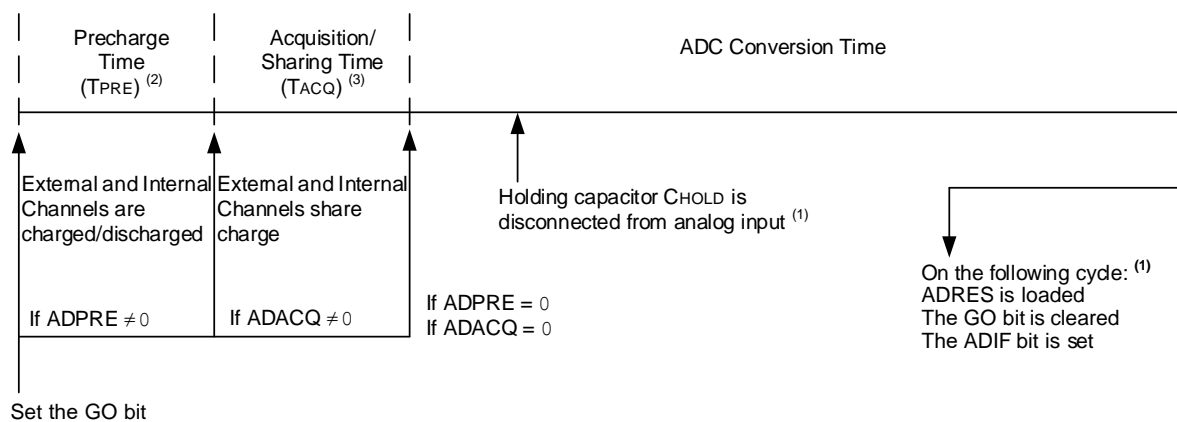 Precharge
Time
(TPRE) (2)
Acquisition/
Sharing Time
(TACQ) (3)
ADC Conversion Time
External and Internal
Channels are
charged/discharged
External and Internal
Channels share
charge
Holding capacitor CHOLD is
disconnected from analog input (1)
If ADPRE ≠ 0
If ADACQ ≠ 0
If ADPRE = 0
If ADACQ = 0
On the following cycle: (1)
ADRES is loaded
The GO bit is cleared
The ADIF bit is set
Set the GO bit